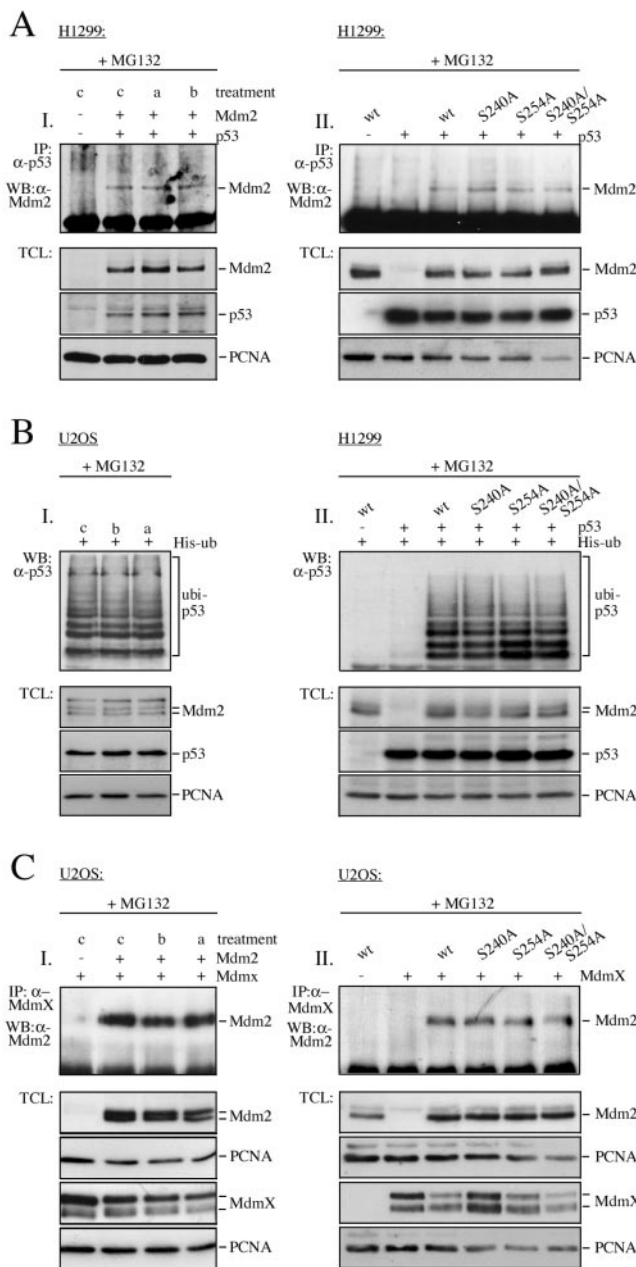 A
H1299:
+ MG132
c c a b treatment
- + + + Mdm2
I. - + + + p53
IP:
α-p53
WB:α-
Mdm2
Mdm2
TCL:
Mdm2
p53
PCNA
H1299:
+ MG132
wt wt S240A S254A S240A/
S254A
II. - + + + + + p53
IP:
α-p53
WB:α-
Mdm2
Mdm2
TCL:
Mdm2
p53
PCNA
B
U2OS
+ MG132
I. c b a
+ + + His-ub
WB:
α-p53
ubi-
p53
TCL:
Mdm2
p53
PCNA
H1299
+ MG132
wt wt S240A S254A S240A/
S254A
II. - + + + + + p53
+ + + + + + His-ub
WB:
α-p53
ubi-
p53
TCL:
Mdm2
p53
PCNA
C
U2OS:
+ MG132
c c b a treatment
I. - + + + Mdm2
+ + + + Mdmx
IP: α-
MdmX
WB:α-
Mdm2
Mdm2
TCL:
Mdm2
PCNA
MdmX
PCNA
U2OS:
+ MG132
wt wt S240A S254A S240A/
S254A
II. - + + + + + MdmX
IP:α-
MdmX
WB:α-
Mdm2
Mdm2
TCL:
Mdm2
PCNA
MdmX
PCNA